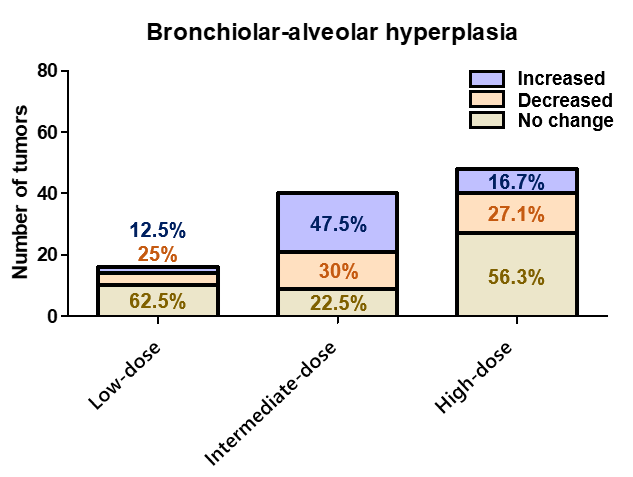 Bronchiolar-alveolar hyperplasia
Number of tumors
80
60
40
20
0
Increased
Decreased
No change
12.5%
25%
62.5%
47.5%
30%
22.5%
16.7%
27.1%
56.3%
Low-dose
Intermediate-dose
High-dose